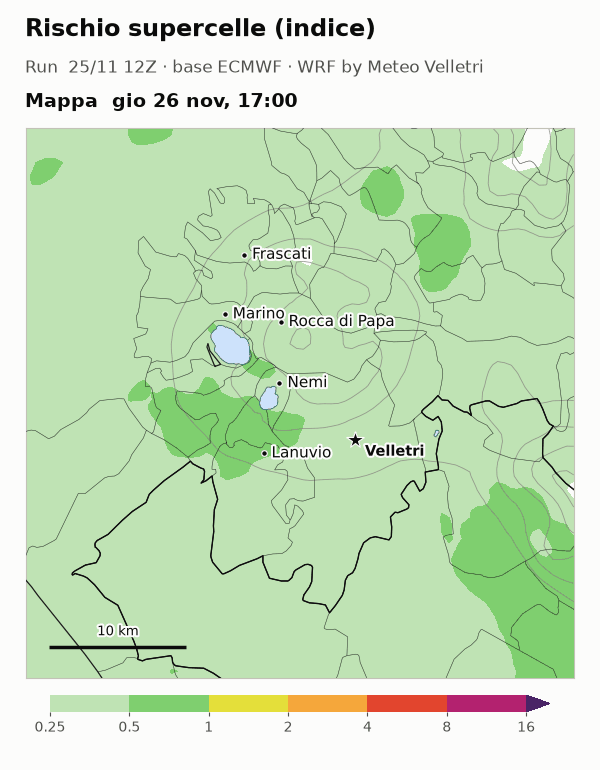 Rischio supercelle (indice)
Run  25/11 12Z · base ECMWF · WRF by Meteo Velletri
Mappa  gio 26 nov, 17:00
Frascati
Marino
Rocca di Papa
Nemi
Velletri
Lanuvio
10 km
0.25 0.5 1 2 4 8 16